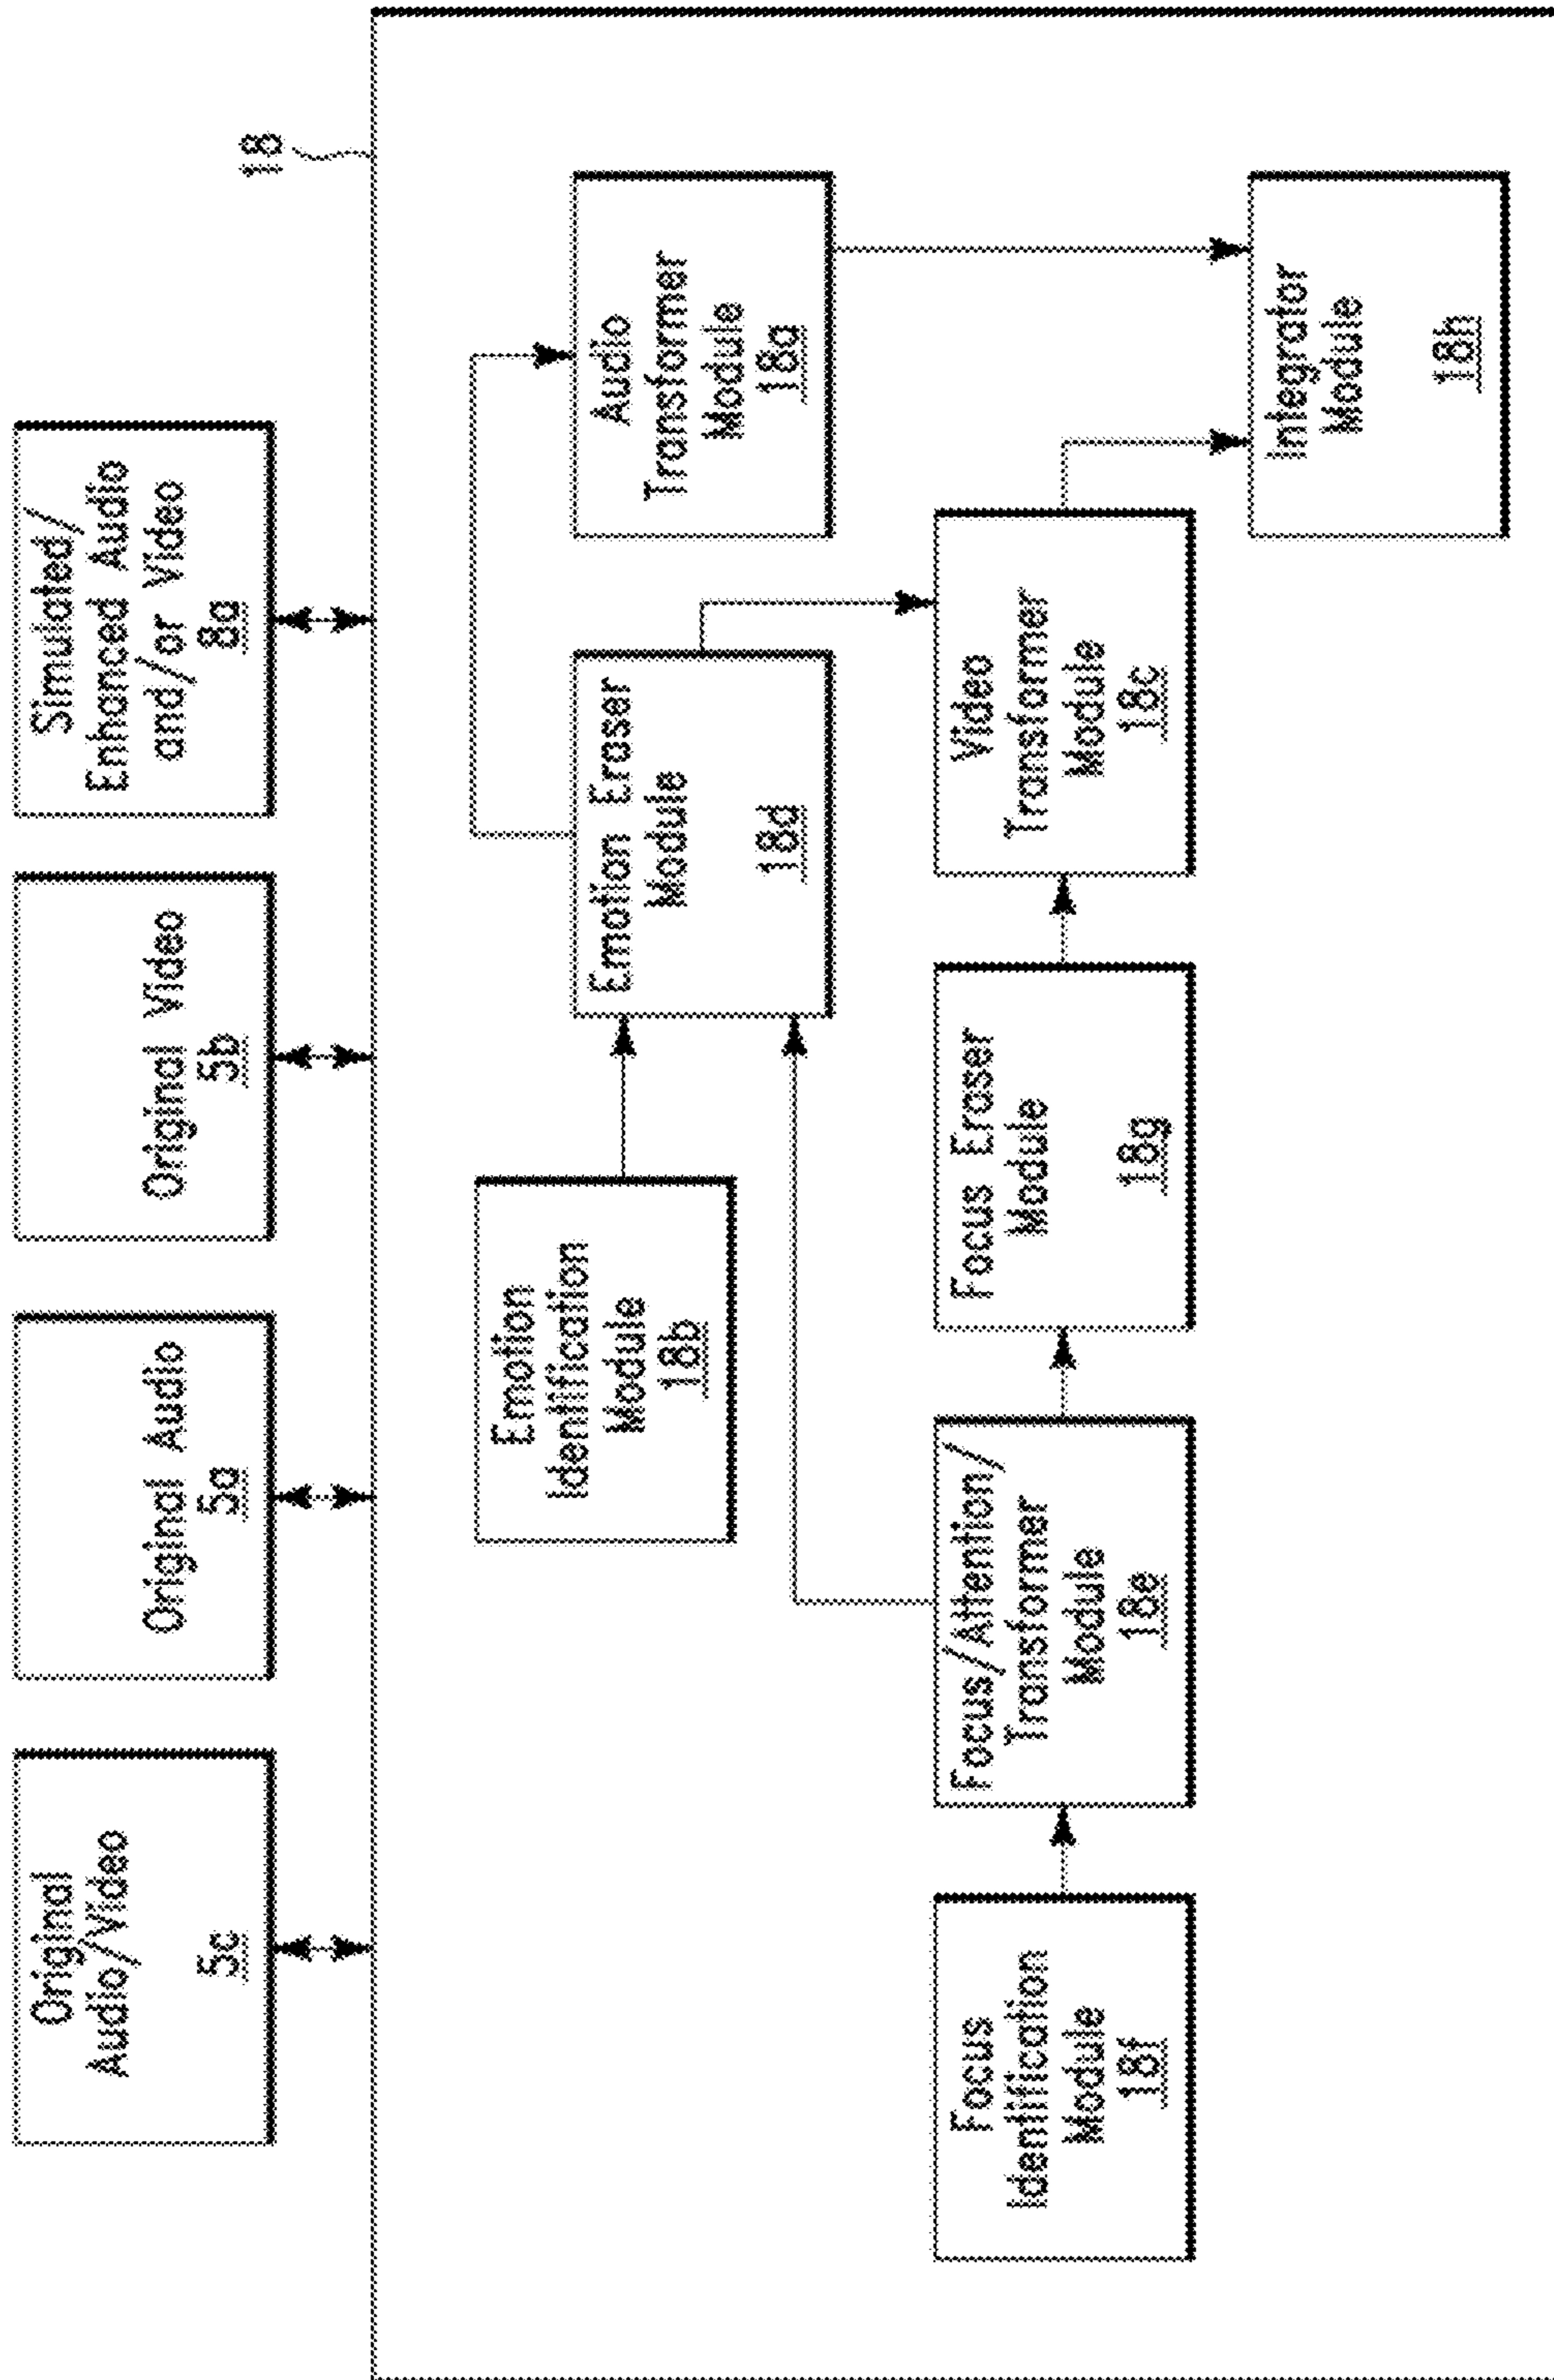 Original
Audio/Video
5c
Original Audio
5a
Original Video
5b
Simulated/
Enhanced Audio
and/or Video
8a
18
Emotion
Identification
Module
18b
Emotion Eraser
Module
18d
Audio
Transformer
Module
18a
Focus
Identification
Module
18f
Focus/Attention/
Transformer
Module
18e
Focus Eraser
Module
18g
Video
Transformer
Module
18c
Integrator
Module
18h